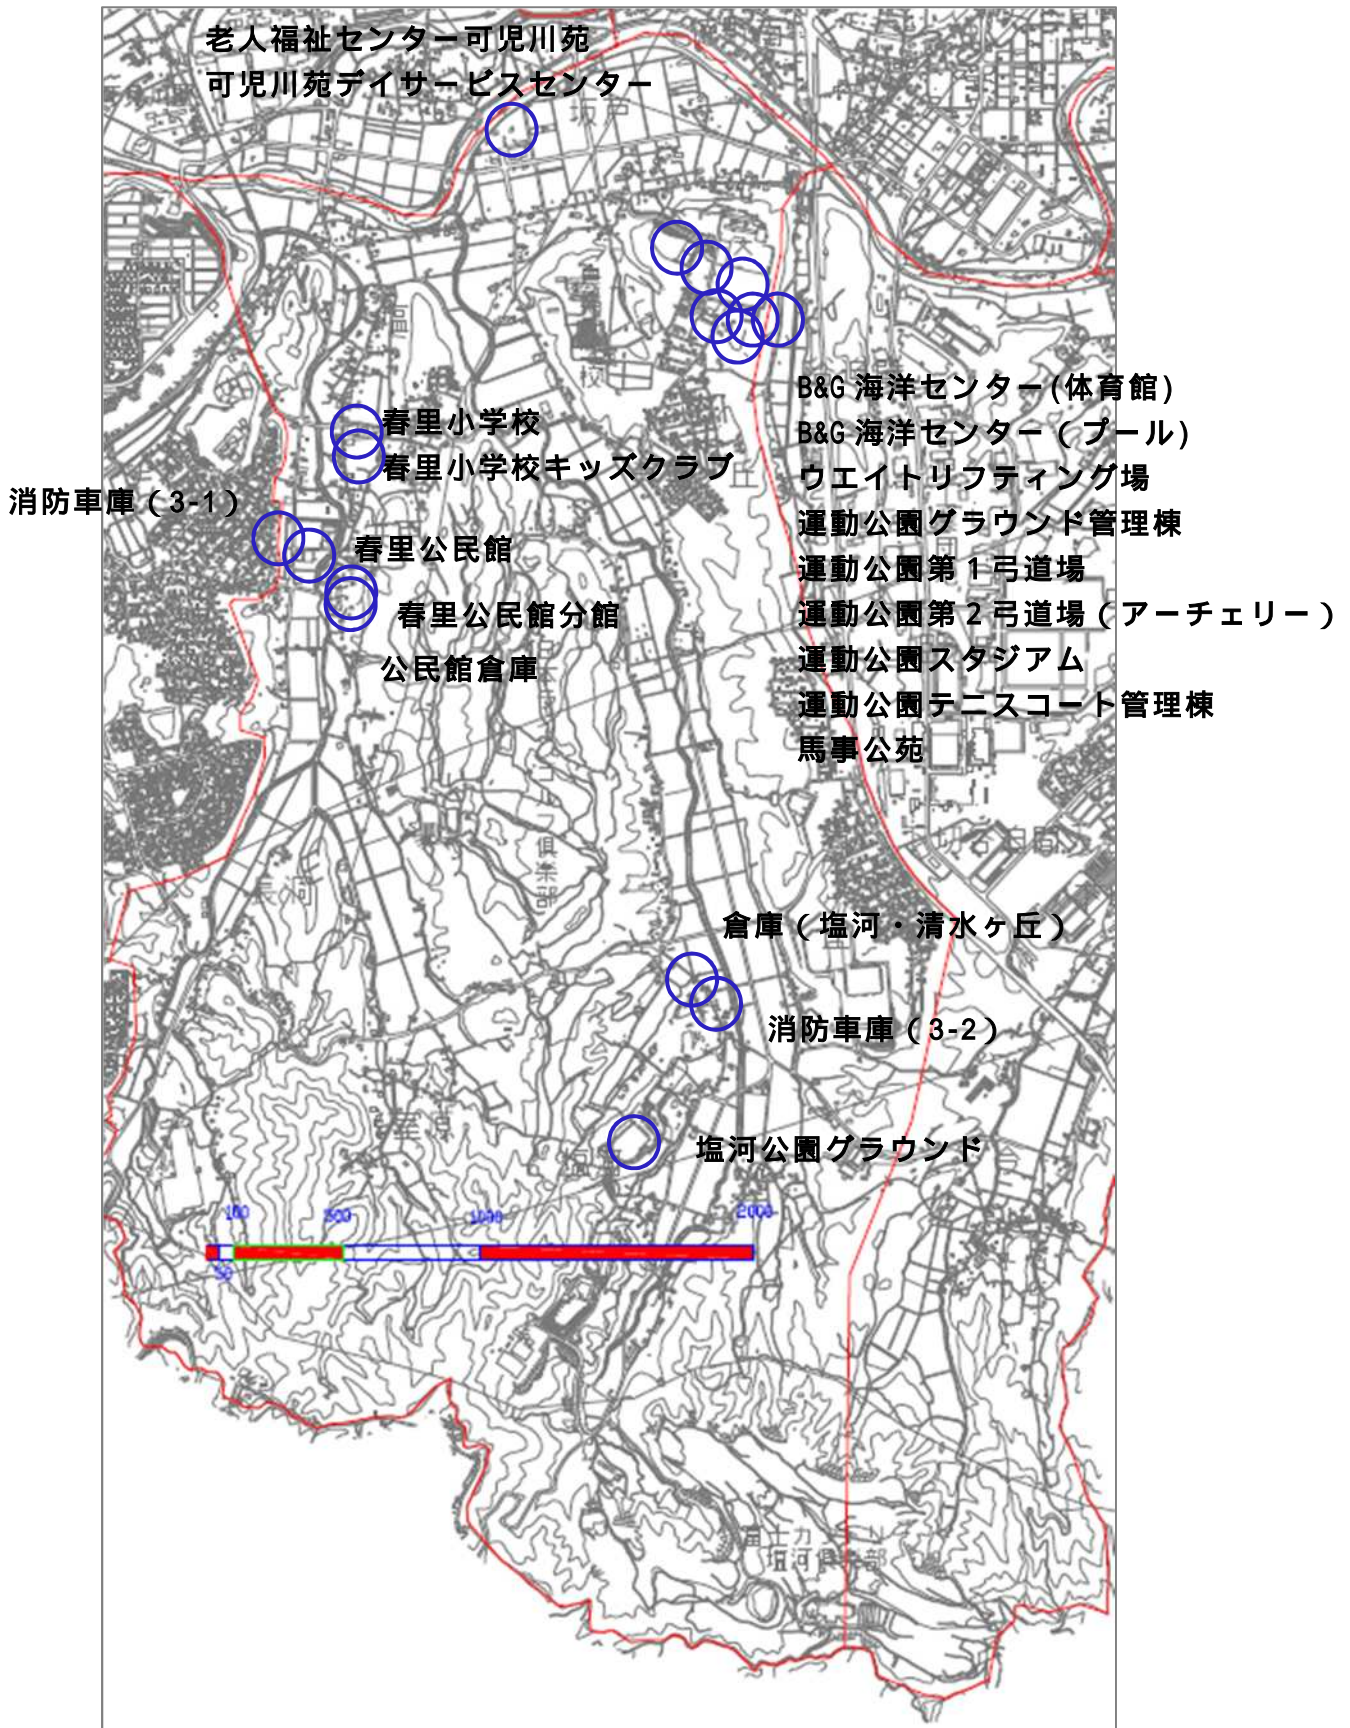 老人福祉センター可児川苑
可児川苑デイサービスセンター
坂戸
春里小学校
春里小学校キッズクラブ
消防車庫（3-1）
春里公民館
春里公民館分館
公民館倉庫
B&G 海洋センター(体育館)
B&G 海洋センター（プール)
ウエイトリフティング場
運動公園グラウンド管理棟
運動公園第１弓道場
運動公園第２弓道場（アーチェリー）
運動公園スタジアム
運動公園テニスコート管理棟
馬事公苑
倶楽部
長洞
倉庫（塩河・清水ヶ丘）
消防車庫（3-2）
塩河公園グラウンド
100
500
1000
2000
50